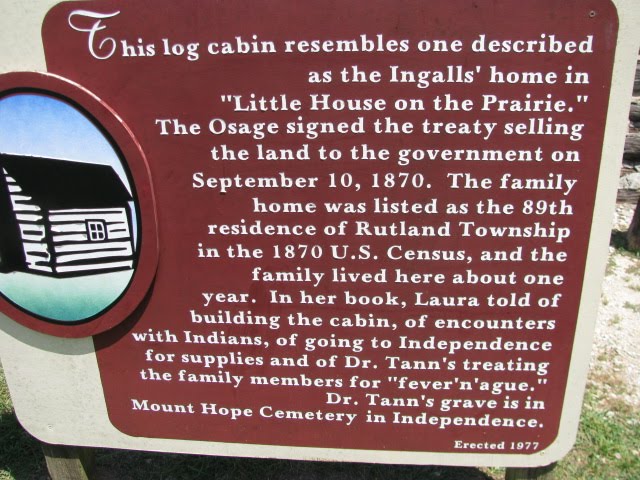 This log cabin resembles one described
as the Ingalls' home in
"Little House on the Prairie."
The Osage signed the treaty selling
the land to the government on
September 10, 1870. The family
home was listed as the 89th
residence of Rutland Township
in the 1870 U.S. Census, and the
family lived here about one
year. In her book, Laura told of
building the cabin, of encounters
with Indians, of going to Independence
for supplies and of Dr. Tann's treating
the family members for "fever'n'ague."
Dr. Tann's grave is in
Mount Hope Cemetery in Independence.
Erected 1977